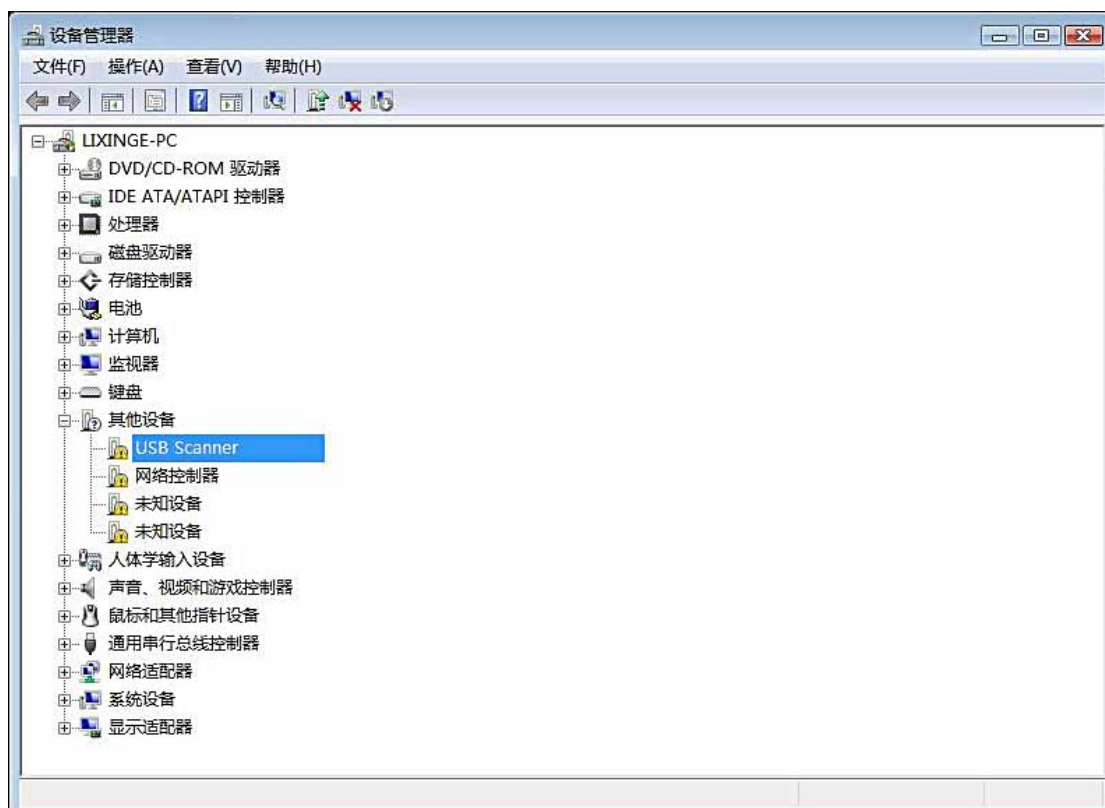 设备管理器
文件(F) 操作(A) 查看(V) 帮助(H)
LIXINGE-PC
DVD/CD-ROM 驱动器
IDE ATA/ATAPI 控制器
处理器
磁盘驱动器
存储控制器
电池
计算机
监视器
键盘
其他设备
USB Scanner
网络控制器
未知设备
未知设备
人体学输入设备
声音、视频和游戏控制器
鼠标和其他指针设备
通用串行总线控制器
网络适配器
系统设备
显示适配器